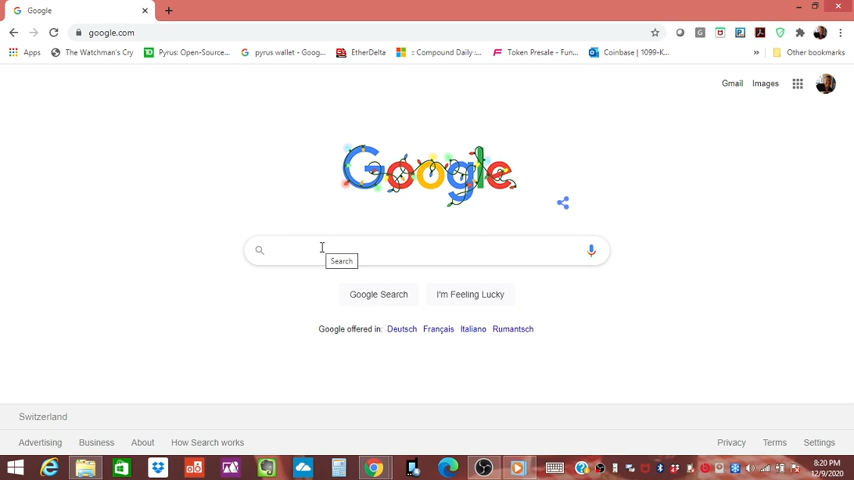 Google
google.com
Apps The Watchman's Cry Pyrus: Open-Source... pyrus wallet - Goog... EtherDelta :: Compound Daily :... Token Presale - Fun... Coinbase | 1099-K... » Other bookmarks
Gmail Images
Google
Search
Google Search I'm Feeling Lucky
Google offered in: Deutsch Français Italiano Rumantsch
Switzerland
Advertising Business About How Search works Privacy Terms Settings
8:20 PM
12/9/2020